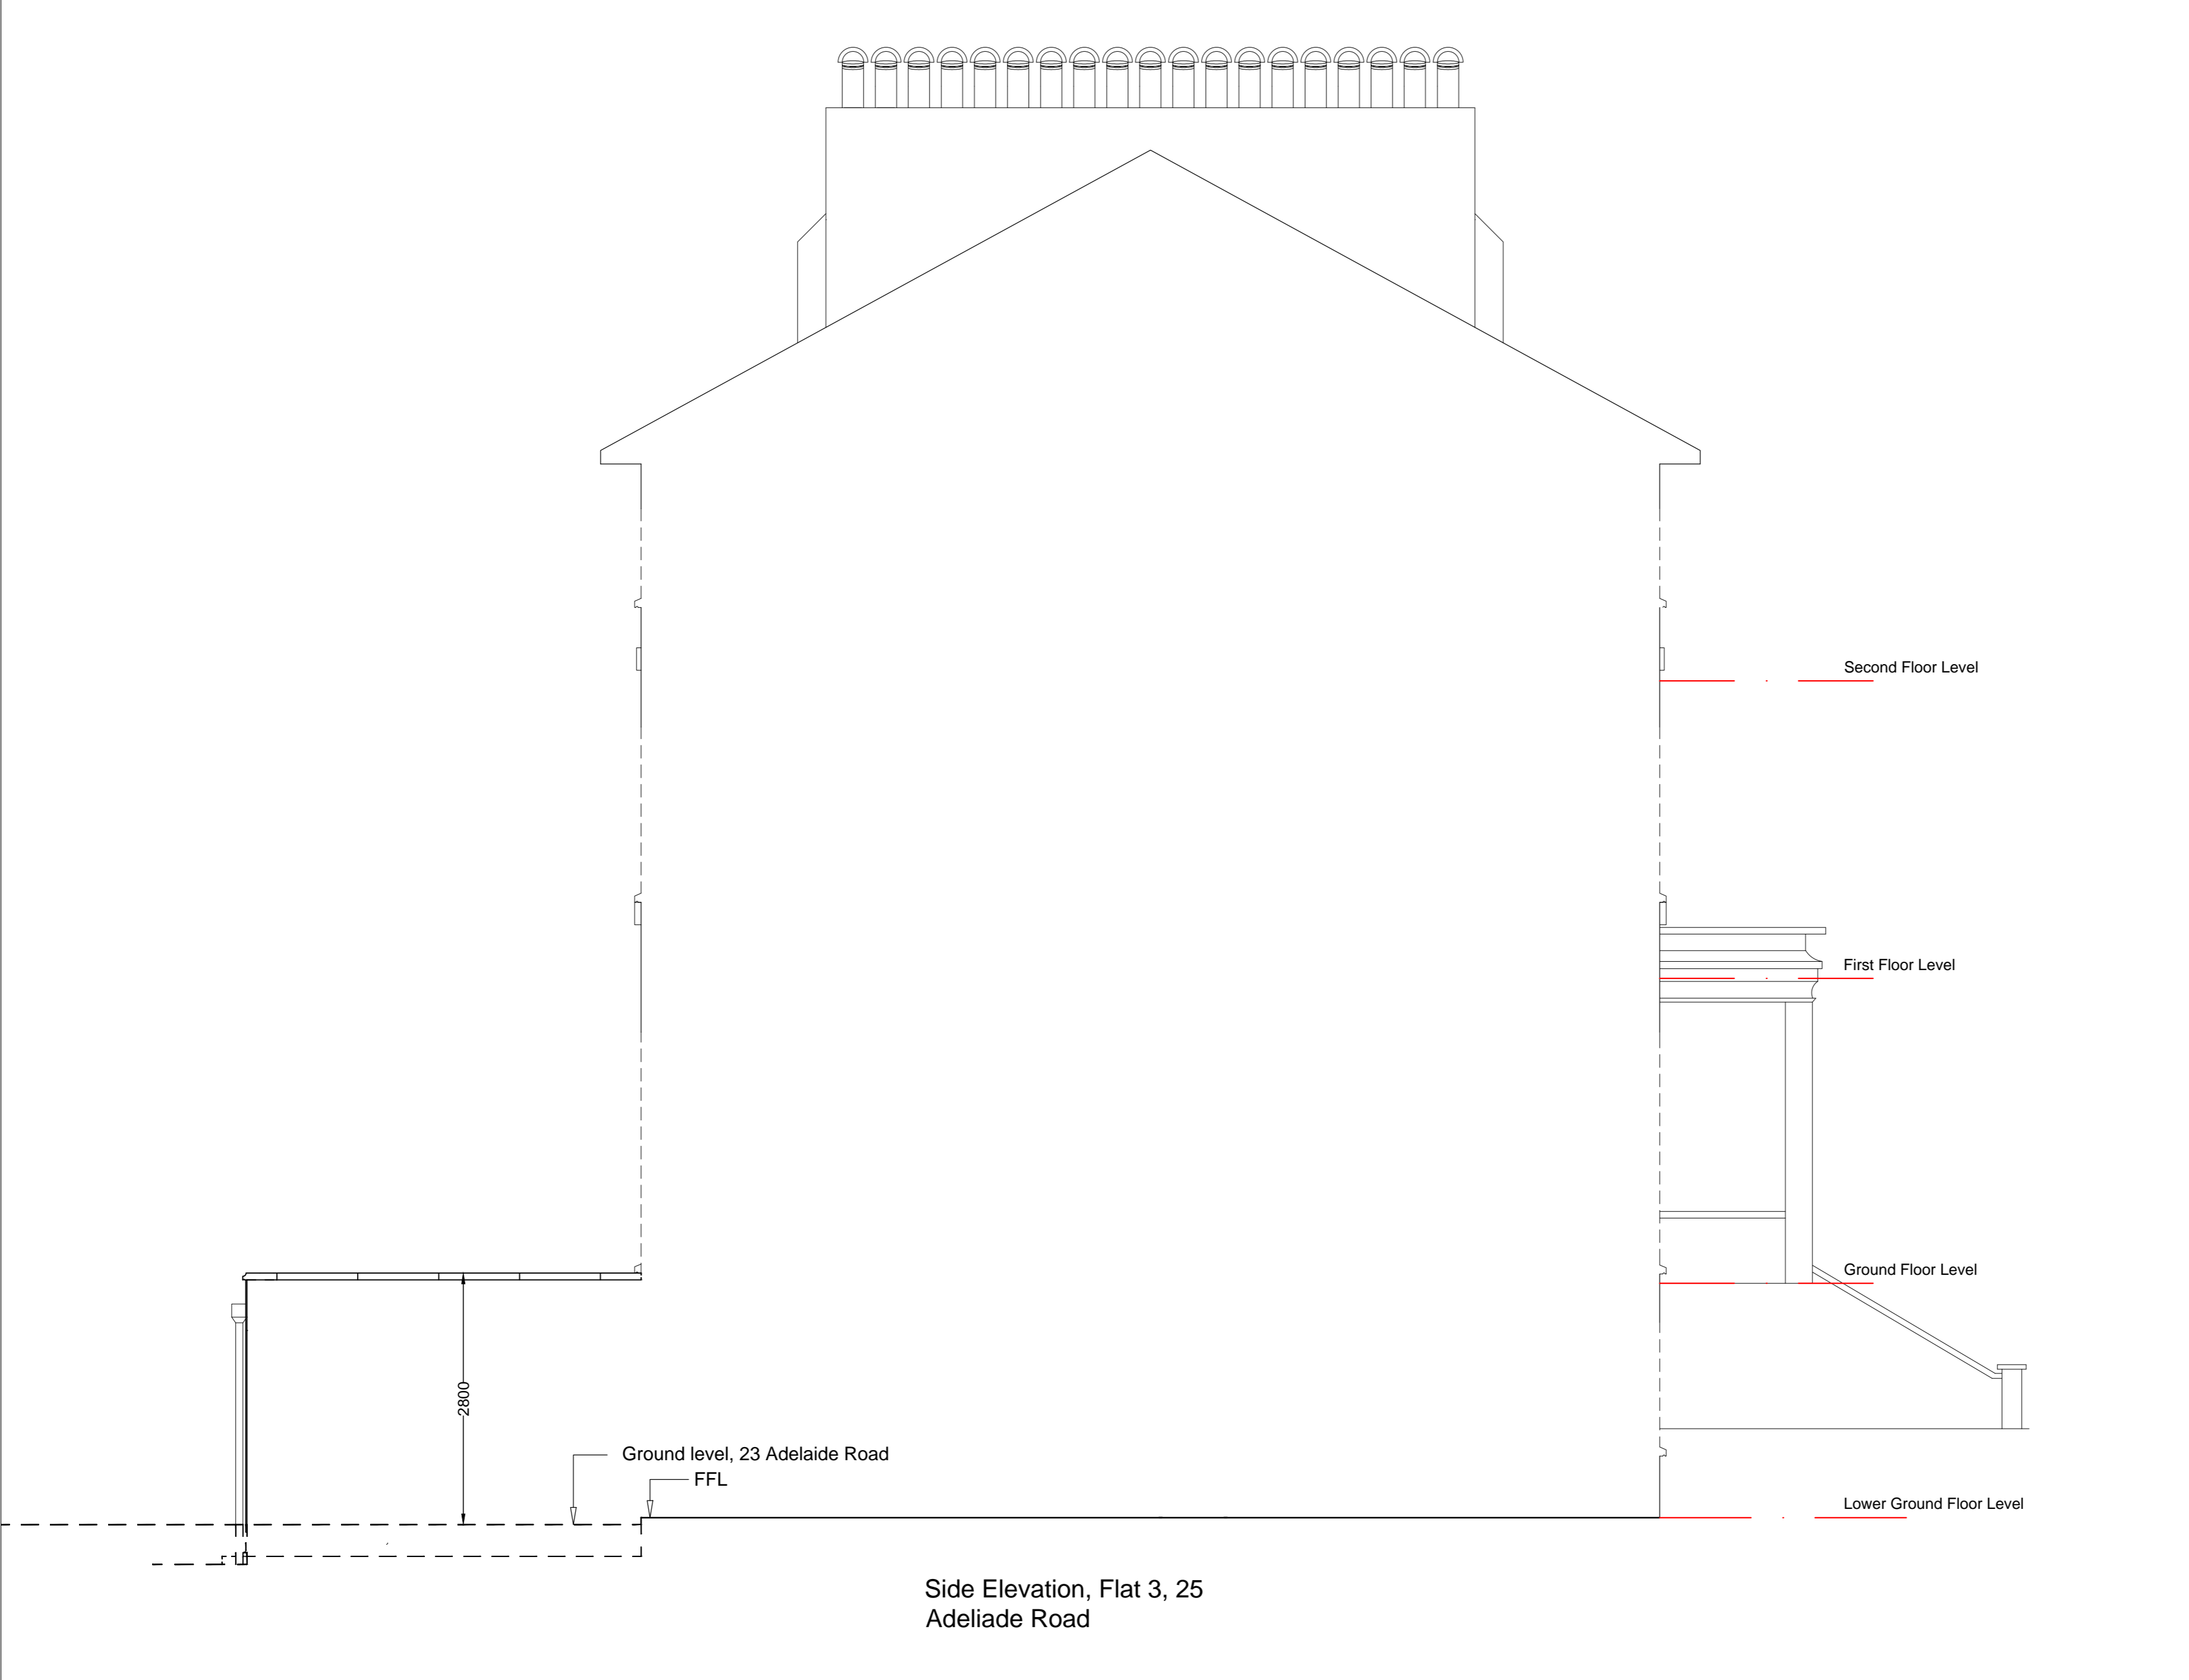 Second Floor Level
First Floor Level
Ground Floor Level
2800
Ground level, 23 Adelaide Road
FFL
Lower Ground Floor Level
Side Elevation, Flat 3, 25
Adeliade Road